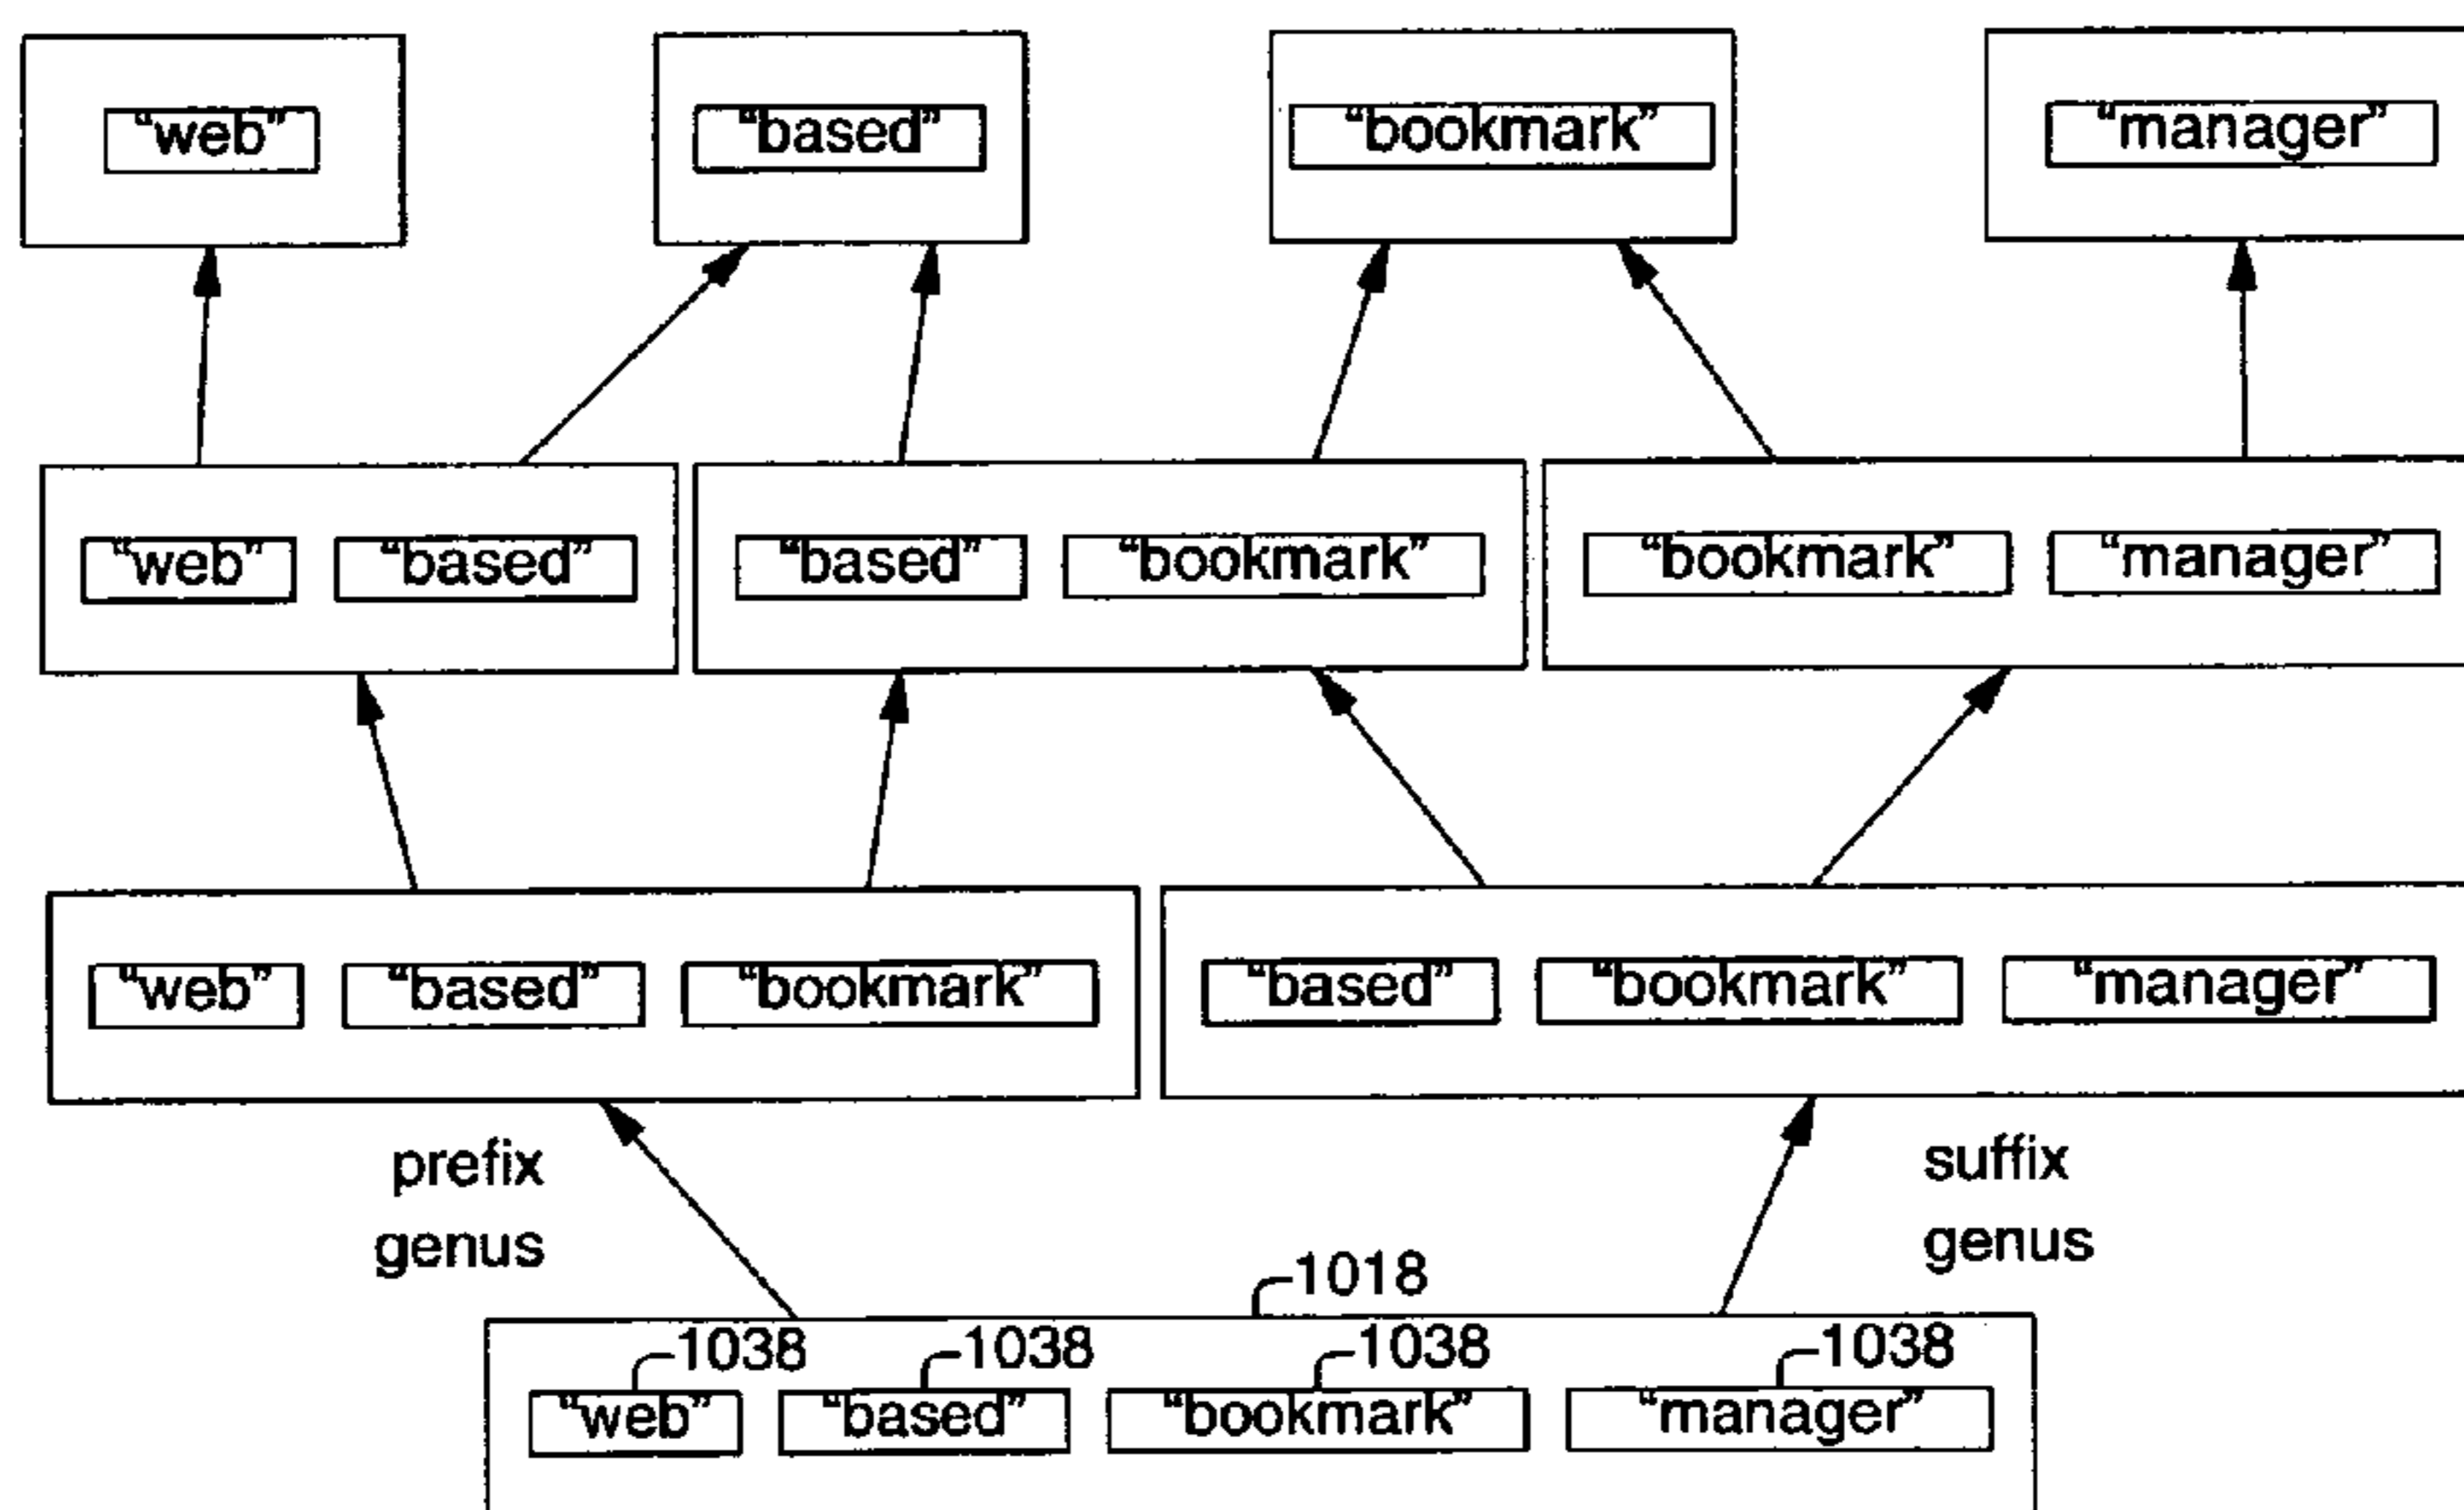 “web” “based” “bookmark” “manager”
“web” “based” “based” “bookmark” “bookmark” “manager”
“web” “based” “bookmark” “based” “bookmark” “manager”
prefix
genus
suffix
genus
1018
1038 1038 1038 1038
“web” “based” “bookmark” “manager”